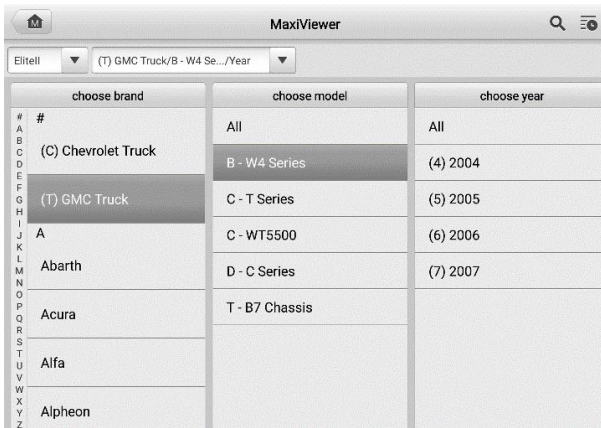 M
MaxiViewer
Elitell
(T) GMC Truck/B - W4 Se.../Year
choose brand
choose model
choose year
#
A
B
C
D
E
F
G
H
I
J
K
L
M
N
O
P
Q
R
S
T
U
V
W
X
Y
Z
#
(C) Chevrolet Truck
(T) GMC Truck
A
Abarth
Acura
Alfa
Alpheon
All
B - W4 Series
C - T Series
C - WT5500
D - C Series
T - B7 Chassis
All
(4) 2004
(5) 2005
(6) 2006
(7) 2007